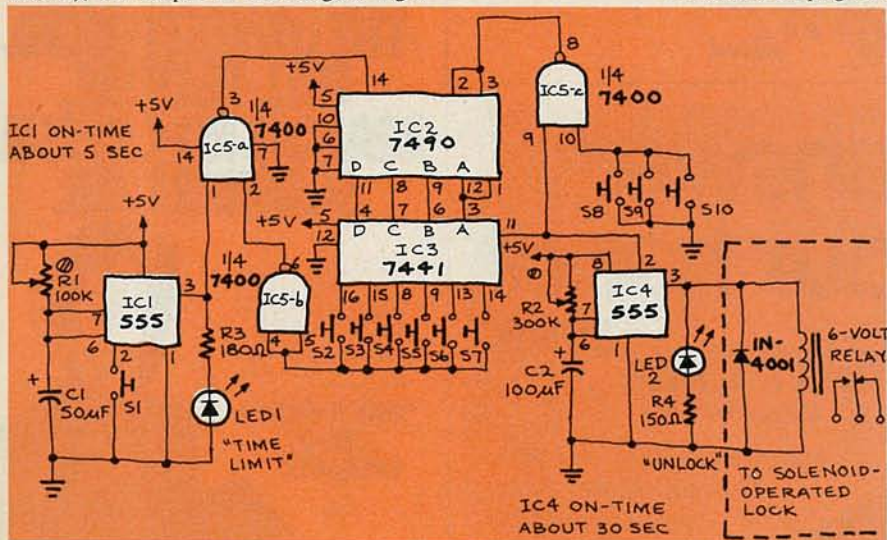 IC1 ON-TIME
ABOUT 5 SEC
+5V
14
3
IC5-a
1/4
7400
7
1
2
+5V
14
5
10
6
7
IC2
7490
2
3
D C B A
11 8 9 12 1
8
IC5-c
1/4
7400
9
10
S8
S9
S10
4 7 6 3
+5V
5
12
D C B A
IC3
7441
11
16 15 8 9 13 14
S2
S3
S4
S5
S6
S7
1/4
7400
6
IC5-b
4
5
+5V
R1
100K
IC1
555
3
7
6
2
1
C1
50µF
+
S1
R3
180Ω
LED1
"TIME
LIMIT"
+5V
R2
300K
8
2
3
IC4
555
7
6
1
+
C2
100µF
LED
2
R4
150Ω
"UNLOCK"
IN-
4001
6-VOLT
RELAY
TO SOLENOID-
OPERATED
LOCK
IC4 ON-TIME
ABOUT 30 SEC